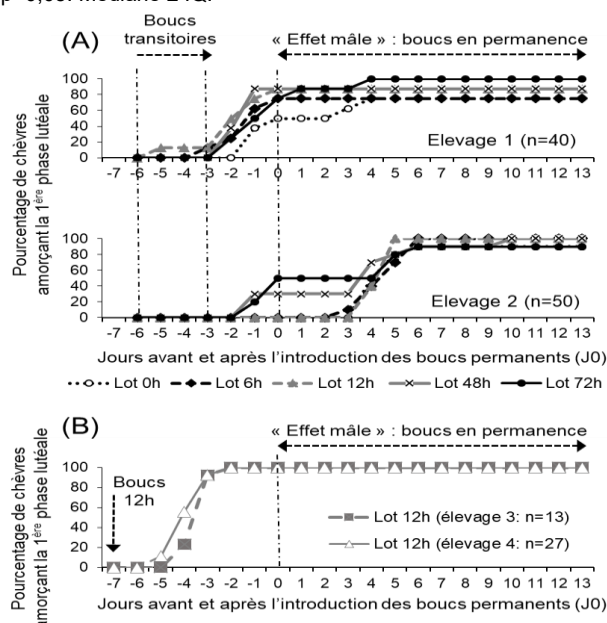 (A)
Boucs
transitoires
« Effet mâle » : boucs en permanence
Pourcentage de chèvres
amorçant la 1ère phase lutéale
100
80
60
40
20
0
Elevage 1 (n=40)
-7 -6 -5 -4 -3 -2 -1 0 1 2 3 4 5 6 7 8 9 10 11 12 13
100
80
60
40
20
0
Elevage 2 (n=50)
-7 -6 -5 -4 -3 -2 -1 -0 0 1 2 3 4 5 6 7 8 9 10 11 12 13
Jours avant et après l'introduction des boucs permanents (J0)
Lot 0h Lot 6h Lot 12h Lot 48h Lot 72h
(B)
« Effet mâle » : boucs en permanence
Pourcentage de chèvres
amorçant la 1ère phase lutéale
100
80
60
40
20
0
Boucs
12h
Lot 12h (élevage 3: n=13)
Lot 12h (élevage 4: n=27)
-7 -6 -5 -4 -3 -2 -1 -0 0 1 2 3 4 5 6 7 8 9 10 11 12 13
Jours avant et après l'introduction des boucs permanents (J0)